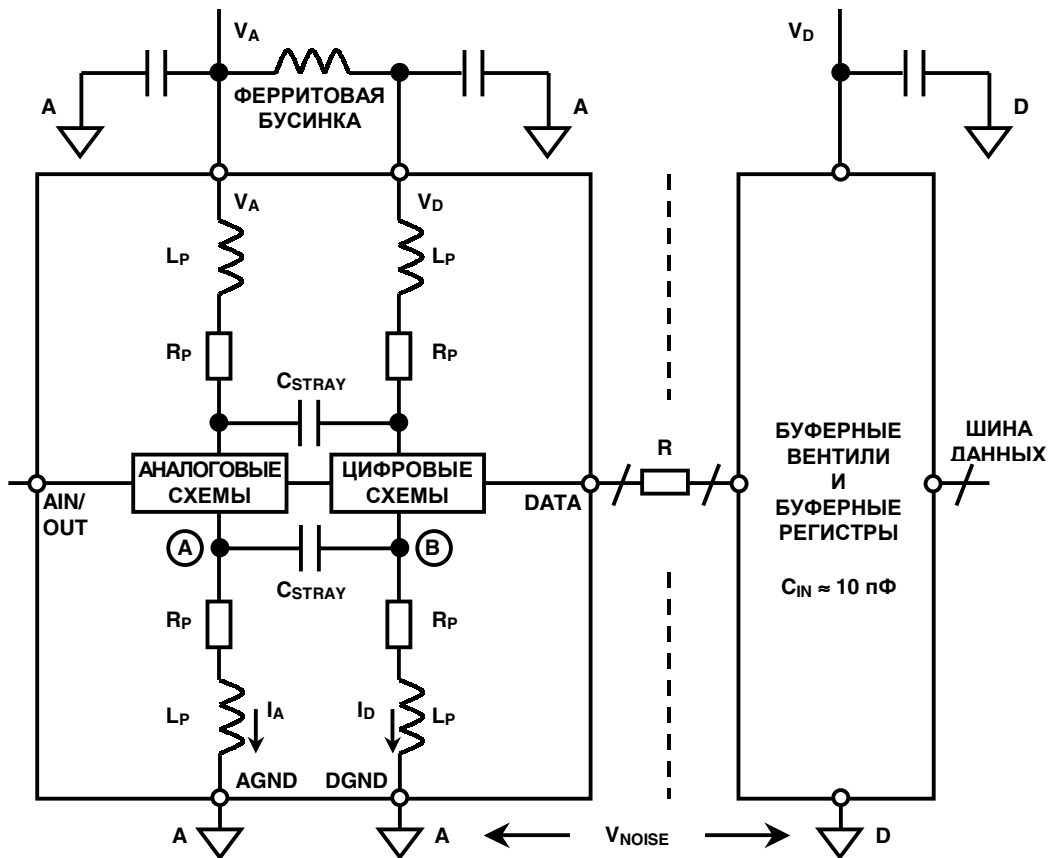 VA
VD
ФЕРРИТОВАЯ
БУСИНКА
A
A
D
VA
VD
LP
LP
RP
RP
CSTRAY
АНАЛОГОВЫЕ
СХЕМЫ
ЦИФРОВЫЕ
СХЕМЫ
R
БУФЕРНЫЕ
ВЕНТИЛИ
И
БУФЕРНЫЕ
РЕГИСТРЫ
ШИНА
ДАННЫХ
AIN/
OUT
DATA
A
B
CSTRAY
CIN ≈ 10 пФ
RP
RP
LP
IA
ID
LP
AGND
DGND
A
A
VNOISE
D